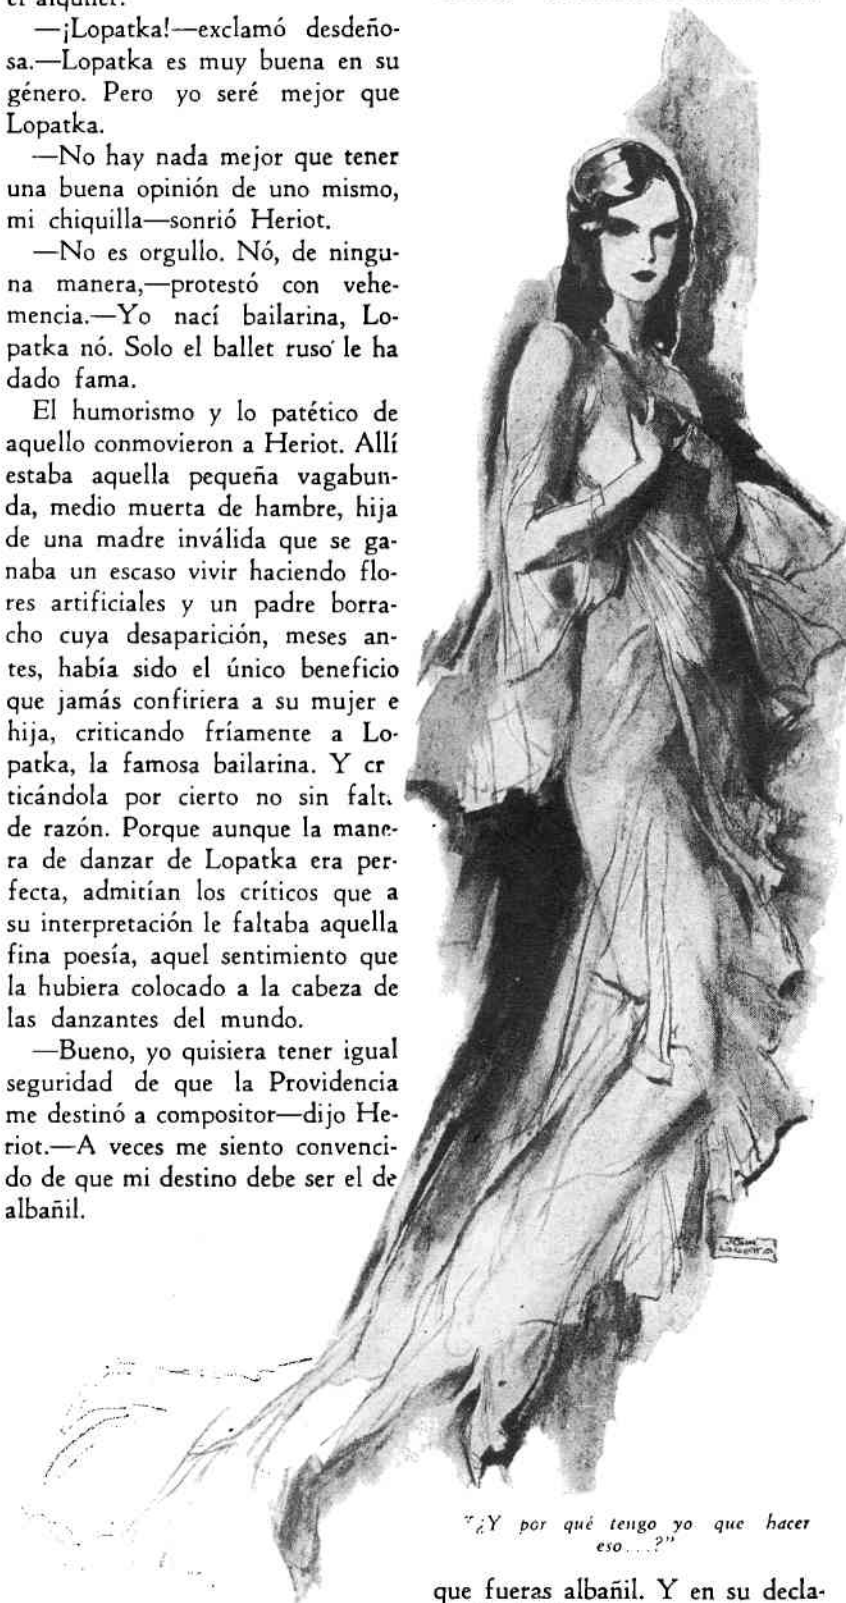 el alquiler.
—¡Lopatka!—exclamó desdeño-
sa.—Lopatka es muy buena en su
género. Pero yo seré mejor que
Lopatka.
—No hay nada mejor que tener
una buena opinión de uno mismo,
mi chiquilla—sonrió Heriot.
—No es orgullo. Nó, de ningu-
na manera,—protestó con vehe-
mencia.—Yo nací bailarina, Lo-
patka nó. Solo el ballet ruso le ha
dado fama.
El humorismo y lo patético de
aquello conmovieron a Heriot. Allí
estaba aquella pequeña vagabun-
da, medio muerta de hambre, hija
de una madre inválida que se ga-
naba un escaso vivir haciendo flo-
res artificiales y un padre borra-
cho cuya desaparición, meses an-
tes, había sido el único beneficio
que jamás confiriera a su mujer e
hija, criticando fríamente a Lo-
patka, la famosa bailarina. Y cr
ticándola por cierto no sin falt
de razón. Porque aunque la mane-
ra de danzar de Lopatka era per-
fecta, admitían los críticos que a
su interpretación le faltaba aquella
fina poesía, aquel sentimiento que
la hubiera colocado a la cabeza de
las danzantes del mundo.
—Bueno, yo quisiera tener igual
seguridad de que la Providencia
me destinó a compositor—dijo He-
riot.—A veces me siento convenci-
do de que mi destino debe ser el de
albañil.
"¿Y por qué tengo yo que hacer
eso...?"
que fueras albañil. Y en su decla-